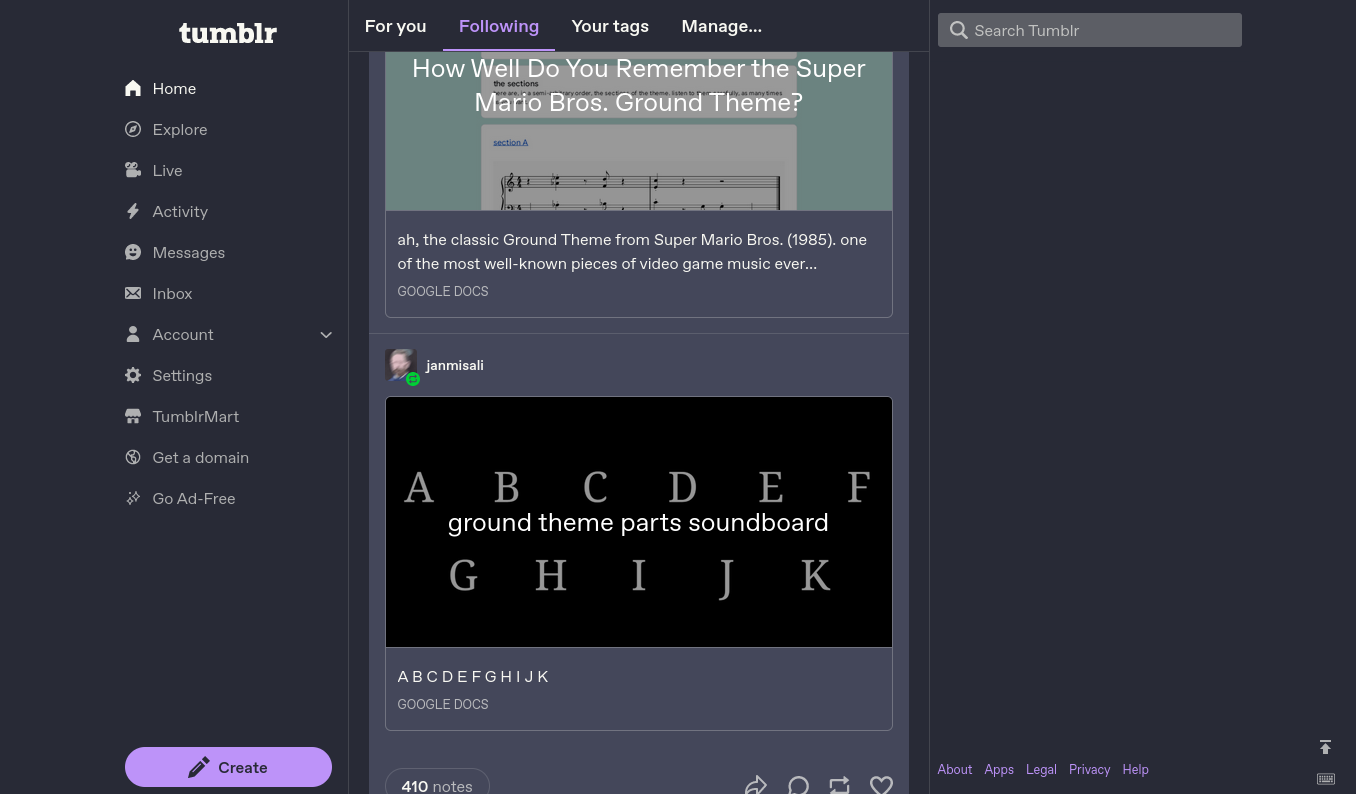 tumblr
Home
Explore
Live
Activity
Messages
Inbox
Account
Settings
TumblrMart
Get a domain
Go Ad-Free
Create
For you
Following
Your tags
Manage...
How Well Do You Remember the Super
Mario Bros. Ground Theme?
the sections
section A
ah, the classic Ground Theme from Super Mario Bros. (1985). one
of the most well-known pieces of video game music ever...
GOOGLE DOCS
janmisali
A B C D E F
ground theme parts soundboard
G H I J K
A B C D E F G H I J K
GOOGLE DOCS
410 notes
Search Tumblr
About Apps Legal Privacy Help